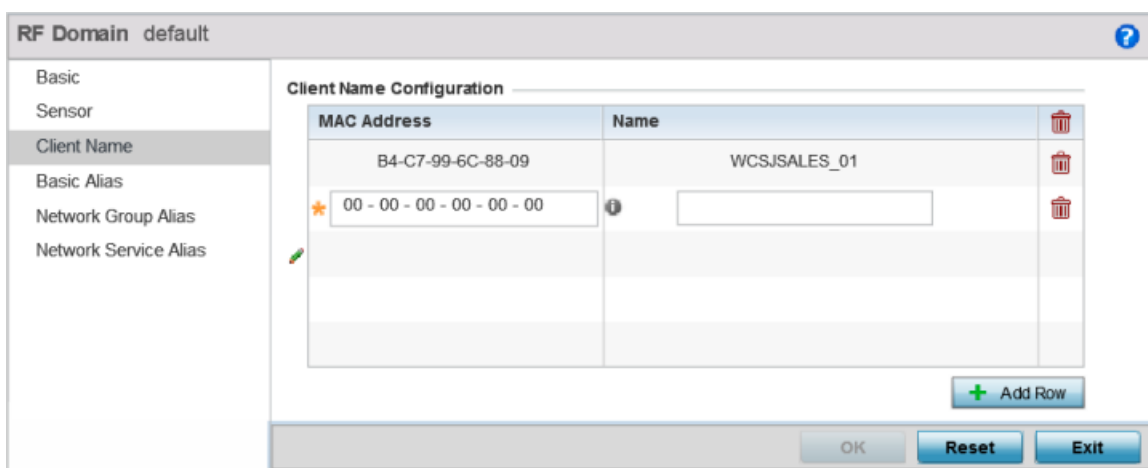 RF Domain default
?
Basic
Sensor
Client Name
Basic Alias
Network Group Alias
Network Service Alias
Client Name Configuration
MAC Address Name
B4-C7-99-6C-88-09 WCSJSALES_01
* 00 - 00 - 00 - 00 - 00 - 00 i
+ Add Row
OK Reset Exit